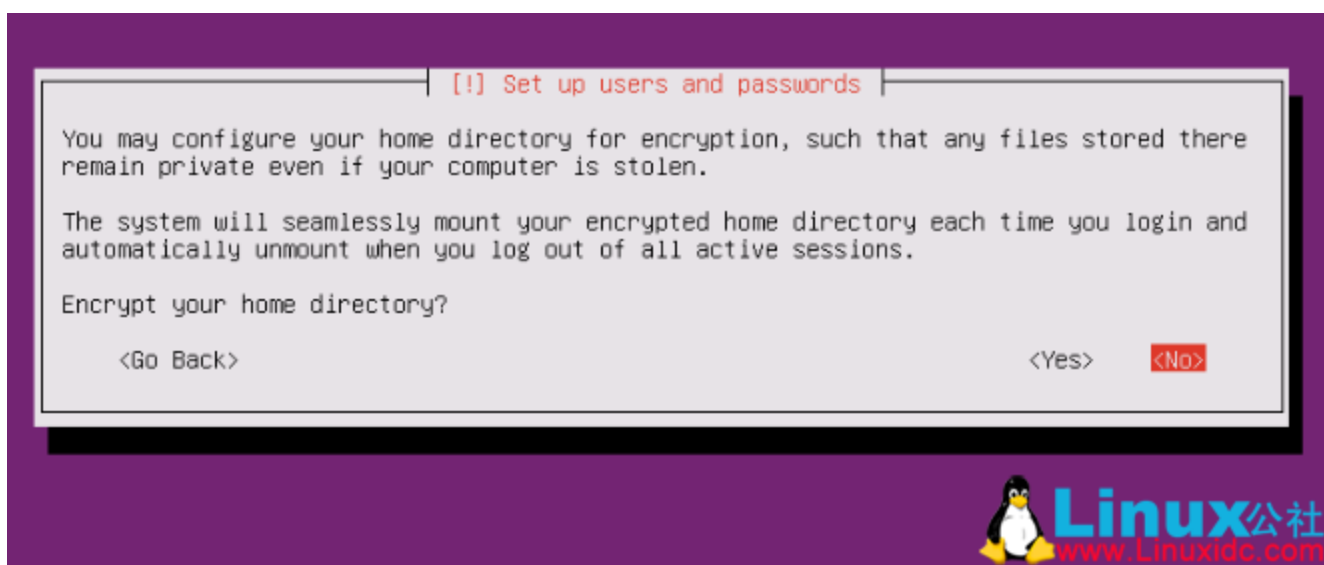 [!] Set up users and passwords
You may configure your home directory for encryption, such that any files stored there
remain private even if your computer is stolen.
The system will seamlessly mount your encrypted home directory each time you login and
automatically unmount when you log out of all active sessions.
Encrypt your home directory?
<Go Back> <Yes> <No>
Linux公社
www.Linuxidc.com